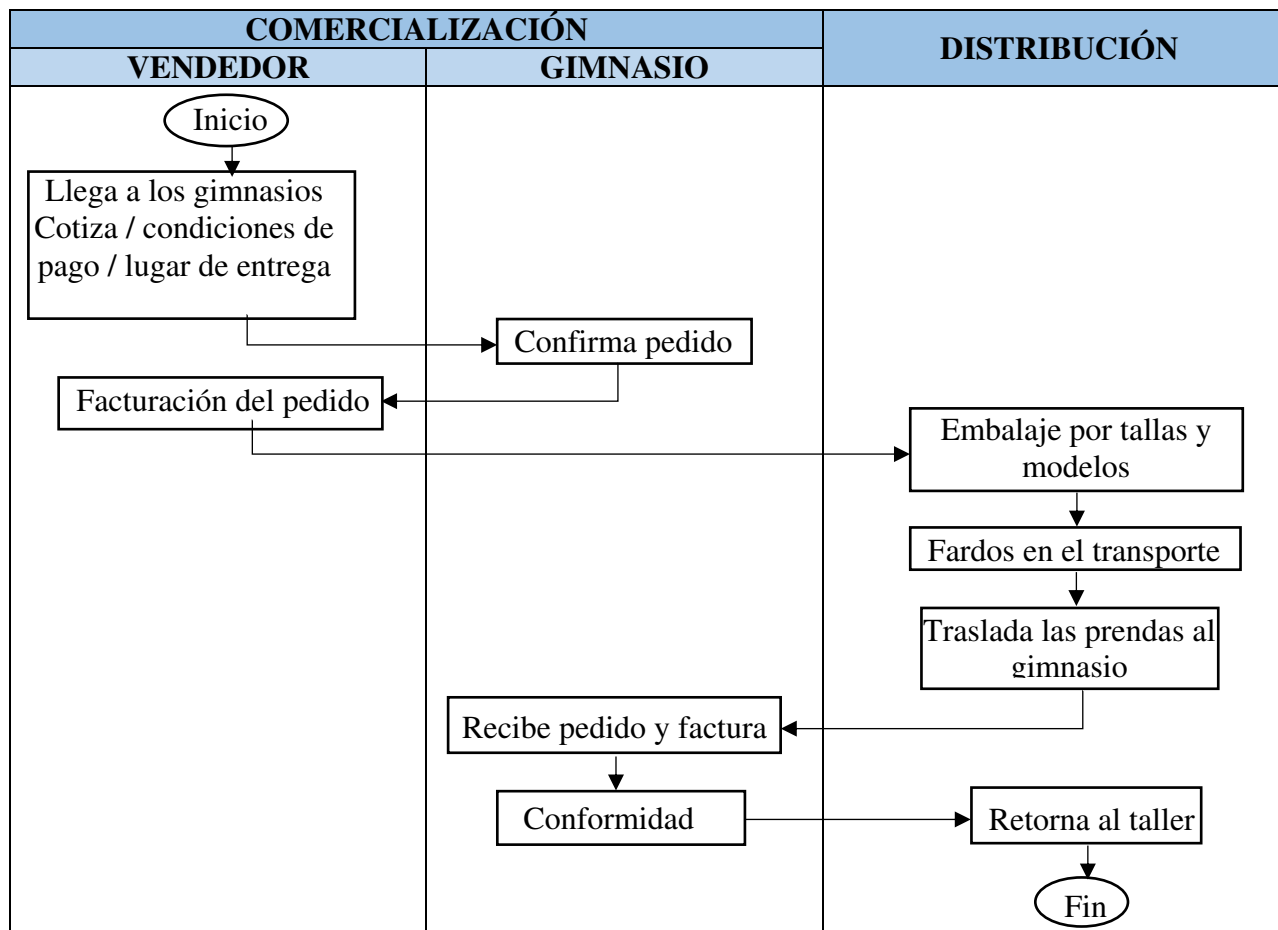 COMERCIALIZACIÓN
DISTRIBUCIÓN
VENDEDOR
GIMNASIO
Inicio
Llega a los gimnasios
Cotiza / condiciones de
pago / lugar de entrega
Confirma pedido
Facturación del pedido
Embalaje por tallas y
modelos
Fardos en el transporte
Traslada las prendas al
gimnasio
Recibe pedido y factura
Conformidad
Retorna al taller
Fin